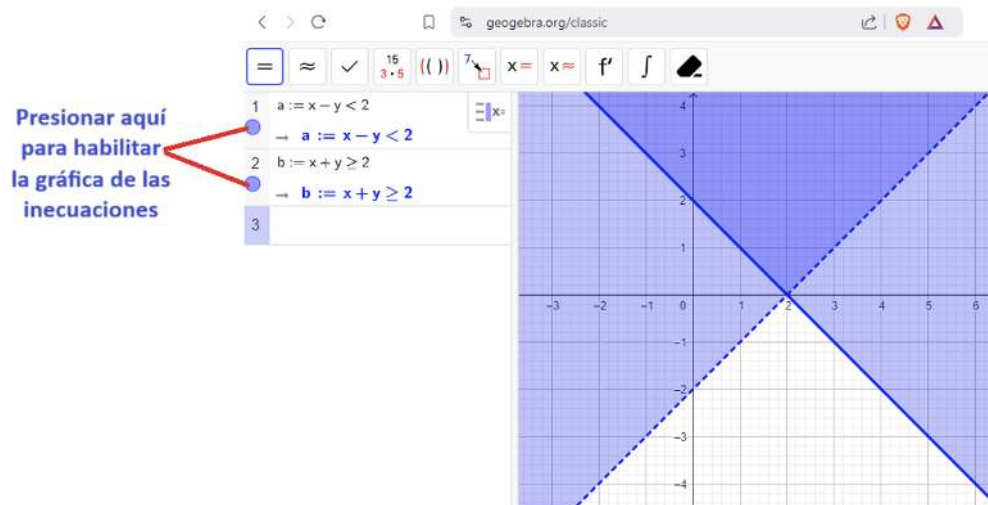 geogebra.org/classic
= ≈ ✓ 15 3·5 (( )) 7 x= x≈ f′ ∫
Presionar aquí
para habilitar
la gráfica de las
inecuaciones
1 a := x − y < 2
→ a := x − y < 2
2 b := x + y ≥ 2
→ b := x + y ≥ 2
3
x=
4
3
2
1
−3 −2 −1 0 1 2 3 4 5 6
−1
−2
−3
−4